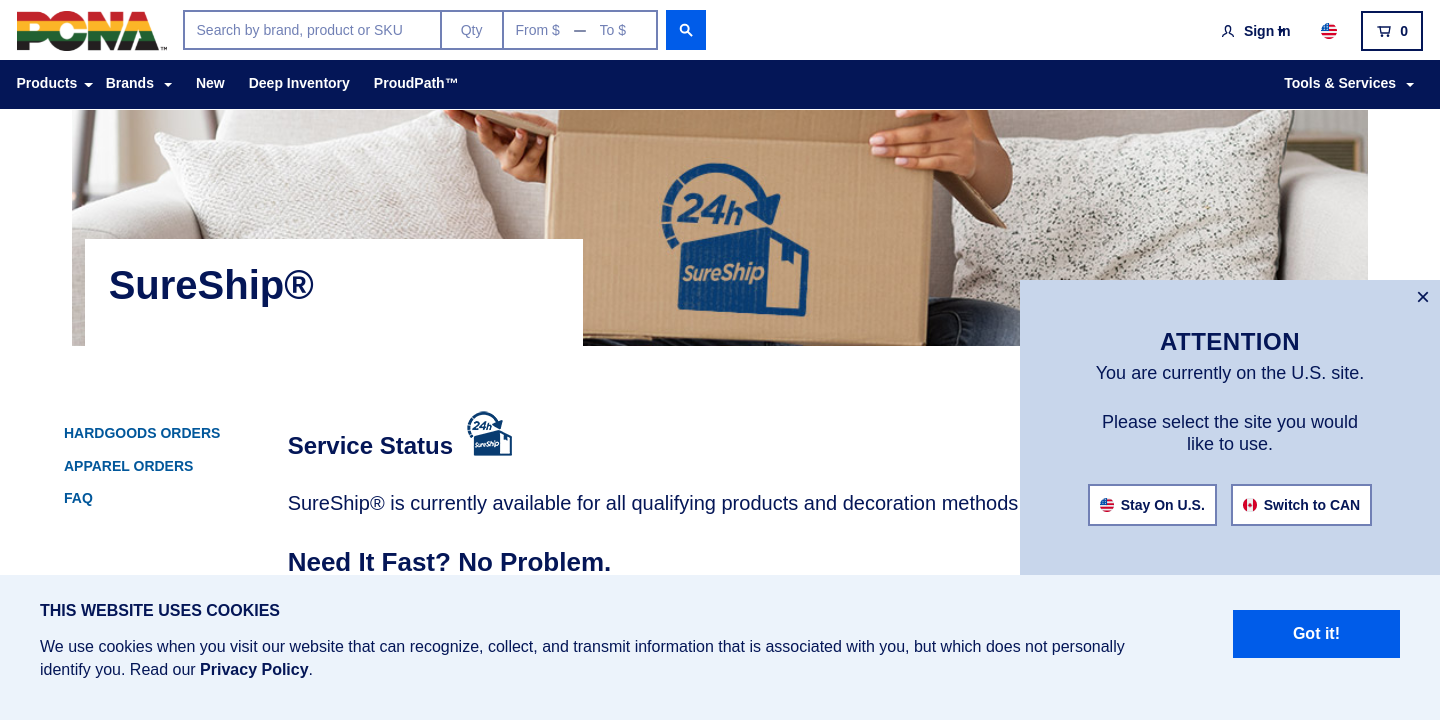 PCNA™
Search by brand, product or SKU
Qty
From $ — To $
Sign In
0
Products
Brands
New
Deep Inventory
ProudPath™
Tools & Services
24h
SureShip
SureShip®
×
ATTENTION
You are currently on the U.S. site.
Please select the site you would
like to use.
Stay On U.S.
Switch to CAN
HARDGOODS ORDERS
APPAREL ORDERS
FAQ
Service Status
24h
SureShip
SureShip® is currently available for all qualifying products and decoration methods
Need It Fast? No Problem.
THIS WEBSITE USES COOKIES
We use cookies when you visit our website that can recognize, collect, and transmit information that is associated with you, but which does not personally
identify you. Read our Privacy Policy.
Got it!